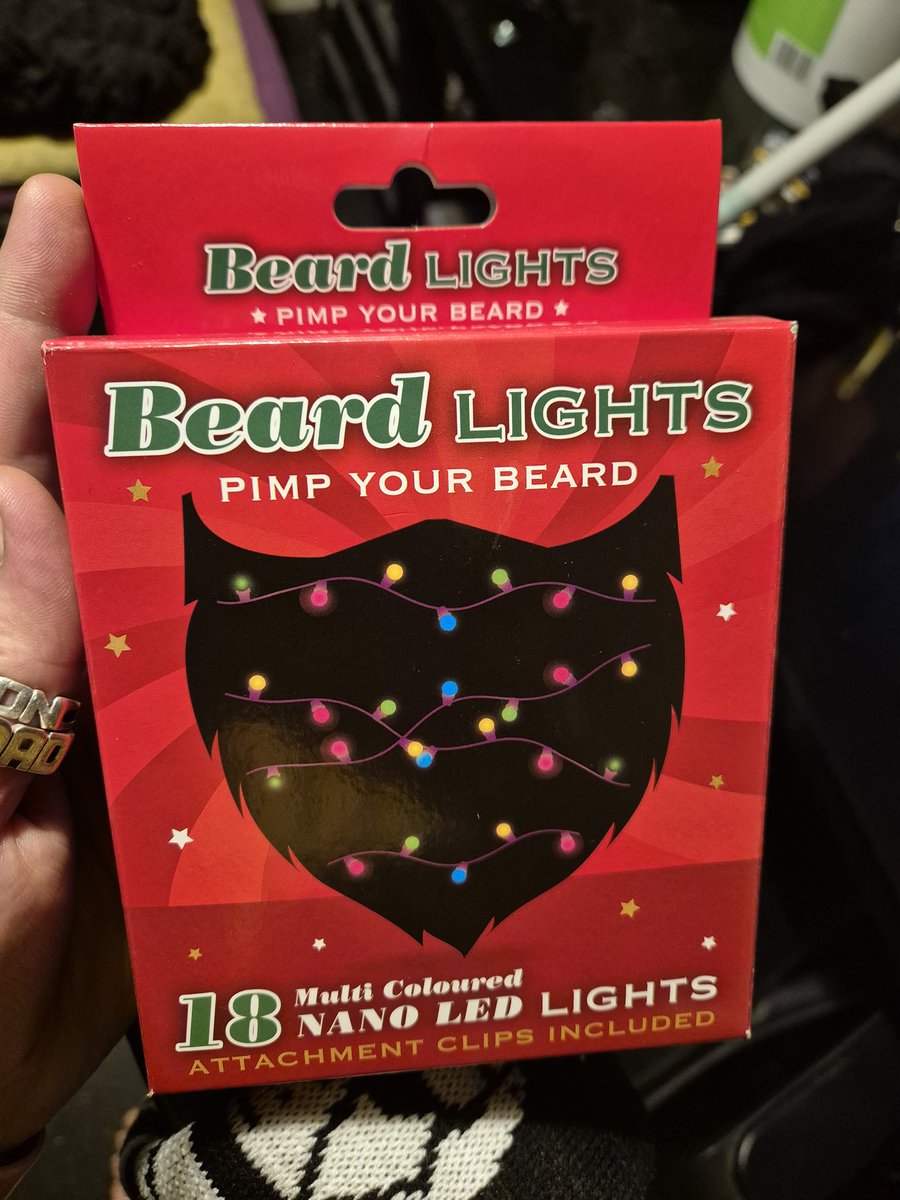 Beard LIGHTS
PIMP YOUR BEARD
Beard LIGHTS
PIMP YOUR BEARD
18 Multi Coloured
NANO LED LIGHTS
ATTACHMENT CLIPS INCLUDED
ON